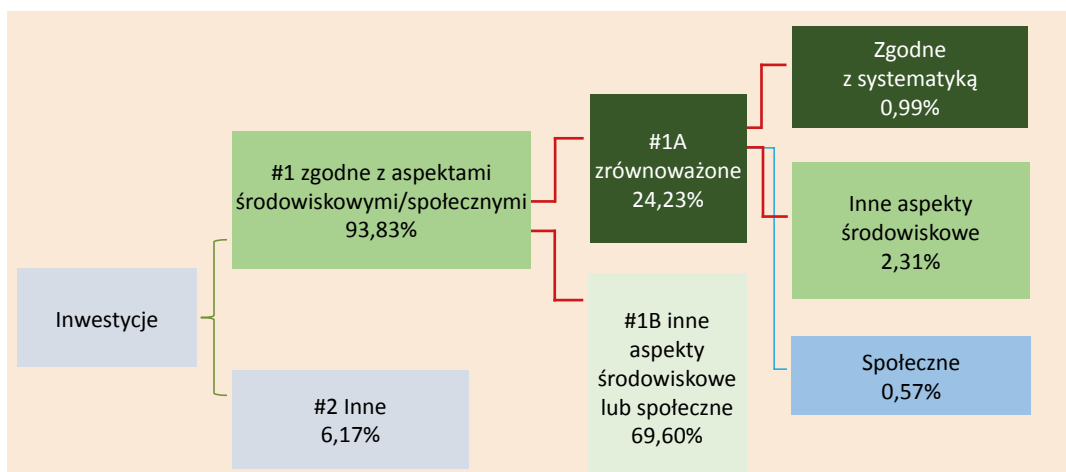 Inwestycje
#1 zgodne z aspektami
środowiskowymi/społecznymi
93,83%
#2 Inne
6,17%
#1A
zrównoważone
24,23%
#1B inne
aspekty
środowiskowe
lub społeczne
69,60%
Zgodne
z systematyką
0,99%
Inne aspekty
środowiskowe
2,31%
Społeczne
0,57%